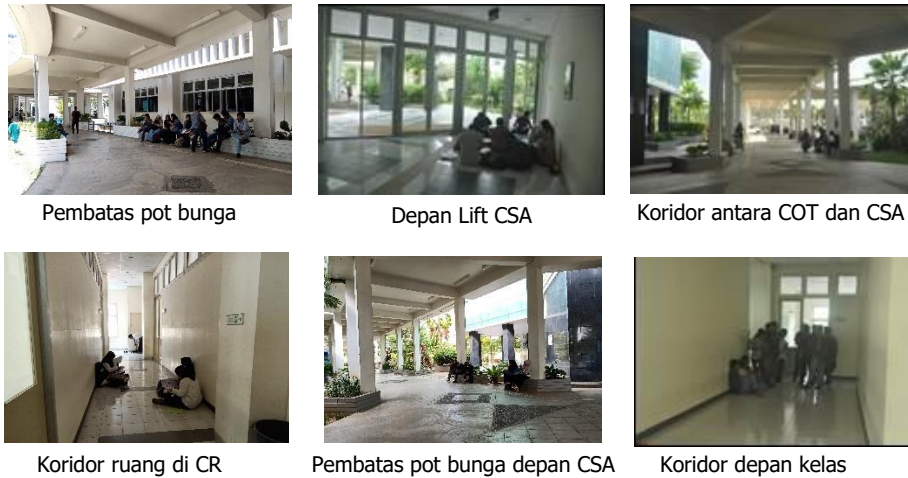 Pembatas pot bunga
Depan Lift CSA
Koridor antara COT dan CSA
Koridor ruang di CR
Pembatas pot bunga depan CSA
Koridor depan kelas